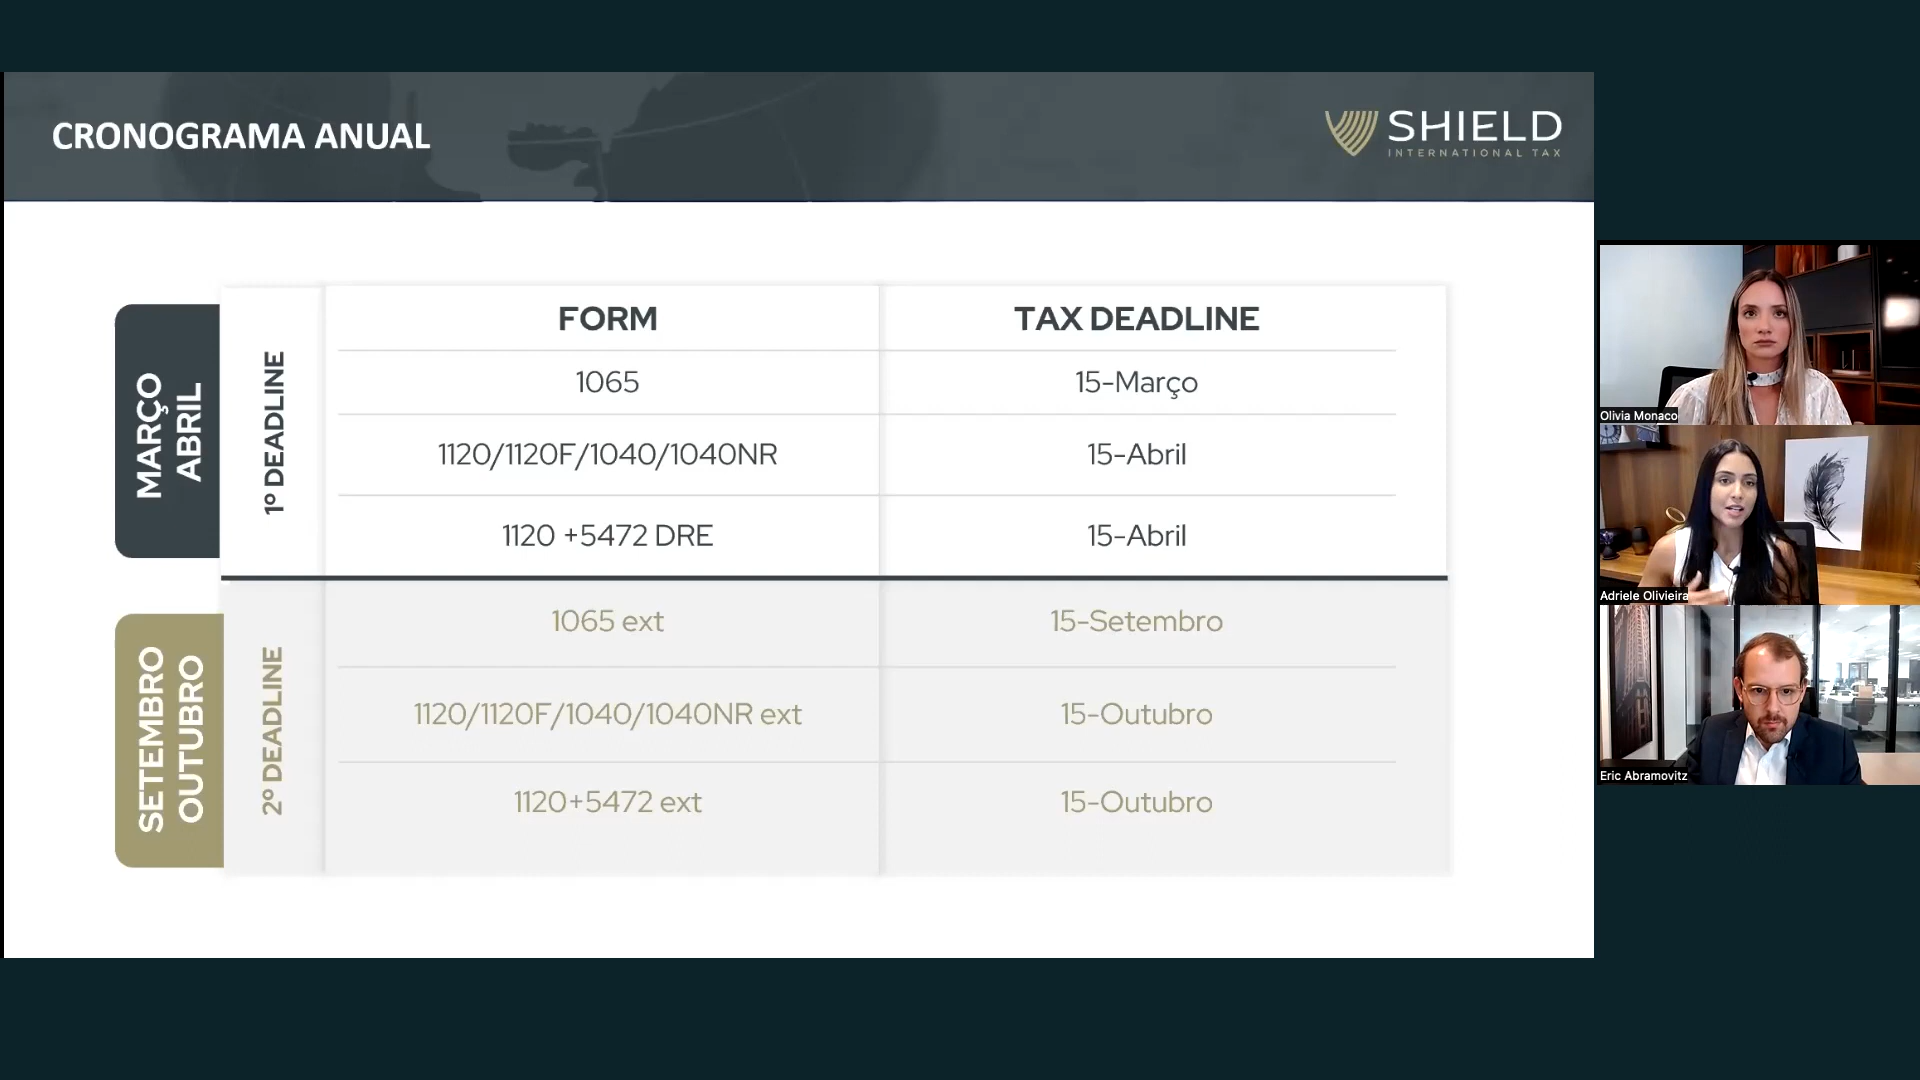 CRONOGRAMA ANUAL
SHIELD
INTERNATIONAL TAX
MARÇO
ABRIL
1º DEADLINE
FORM
TAX DEADLINE
1065
15-Março
1120/1120F/1040/1040NR
15-Abril
1120 +5472 DRE
15-Abril
SETEMBRO
OUTUBRO
2º DEADLINE
1065 ext
15-Setembro
1120/1120F/1040/1040NR ext
15-Outubro
1120+5472 ext
15-Outubro
Olivia Monaco
Adriele Olivieira
Eric Abramovitz